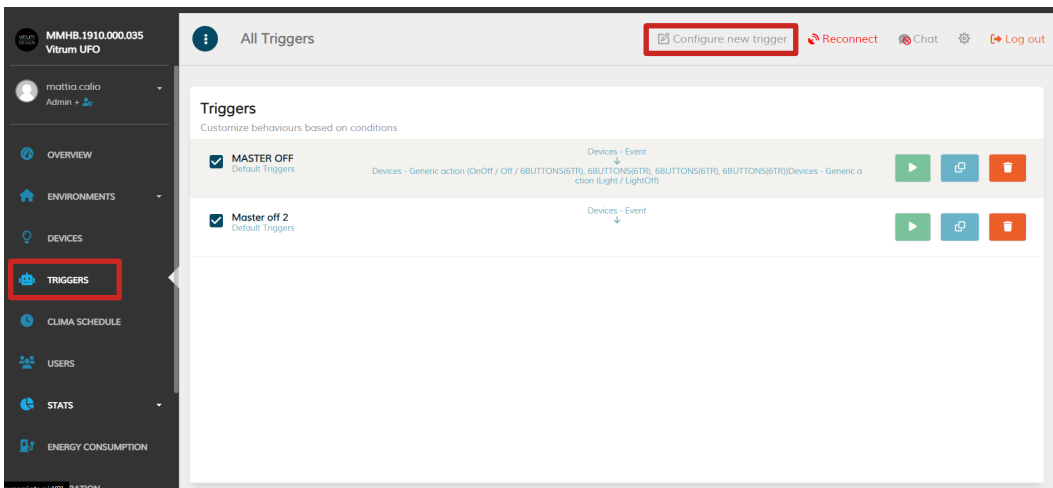 MMHB.1910.000.035
Vitrum UFO
mattia.calio
Admin +
OVERVIEW
ENVIRONMENTS
DEVICES
TRIGGERS
CLIMA SCHEDULE
USERS
STATS
ENERGY CONSUMPTION
All Triggers
Configure new trigger
Reconnect
Chat
Log out
Triggers
Customize behaviours based on conditions
MASTER OFF
Default Triggers
Devices - Event
Devices - Generic action (OnOff / Off / 6BUTTONS(6TR), 6BUTTONS(6TR), 6BUTTONS(6TR), 6BUTTONS(6TR))Devices - Generic a
ction (Light / LightOff)
Master off 2
Default Triggers
Devices - Event